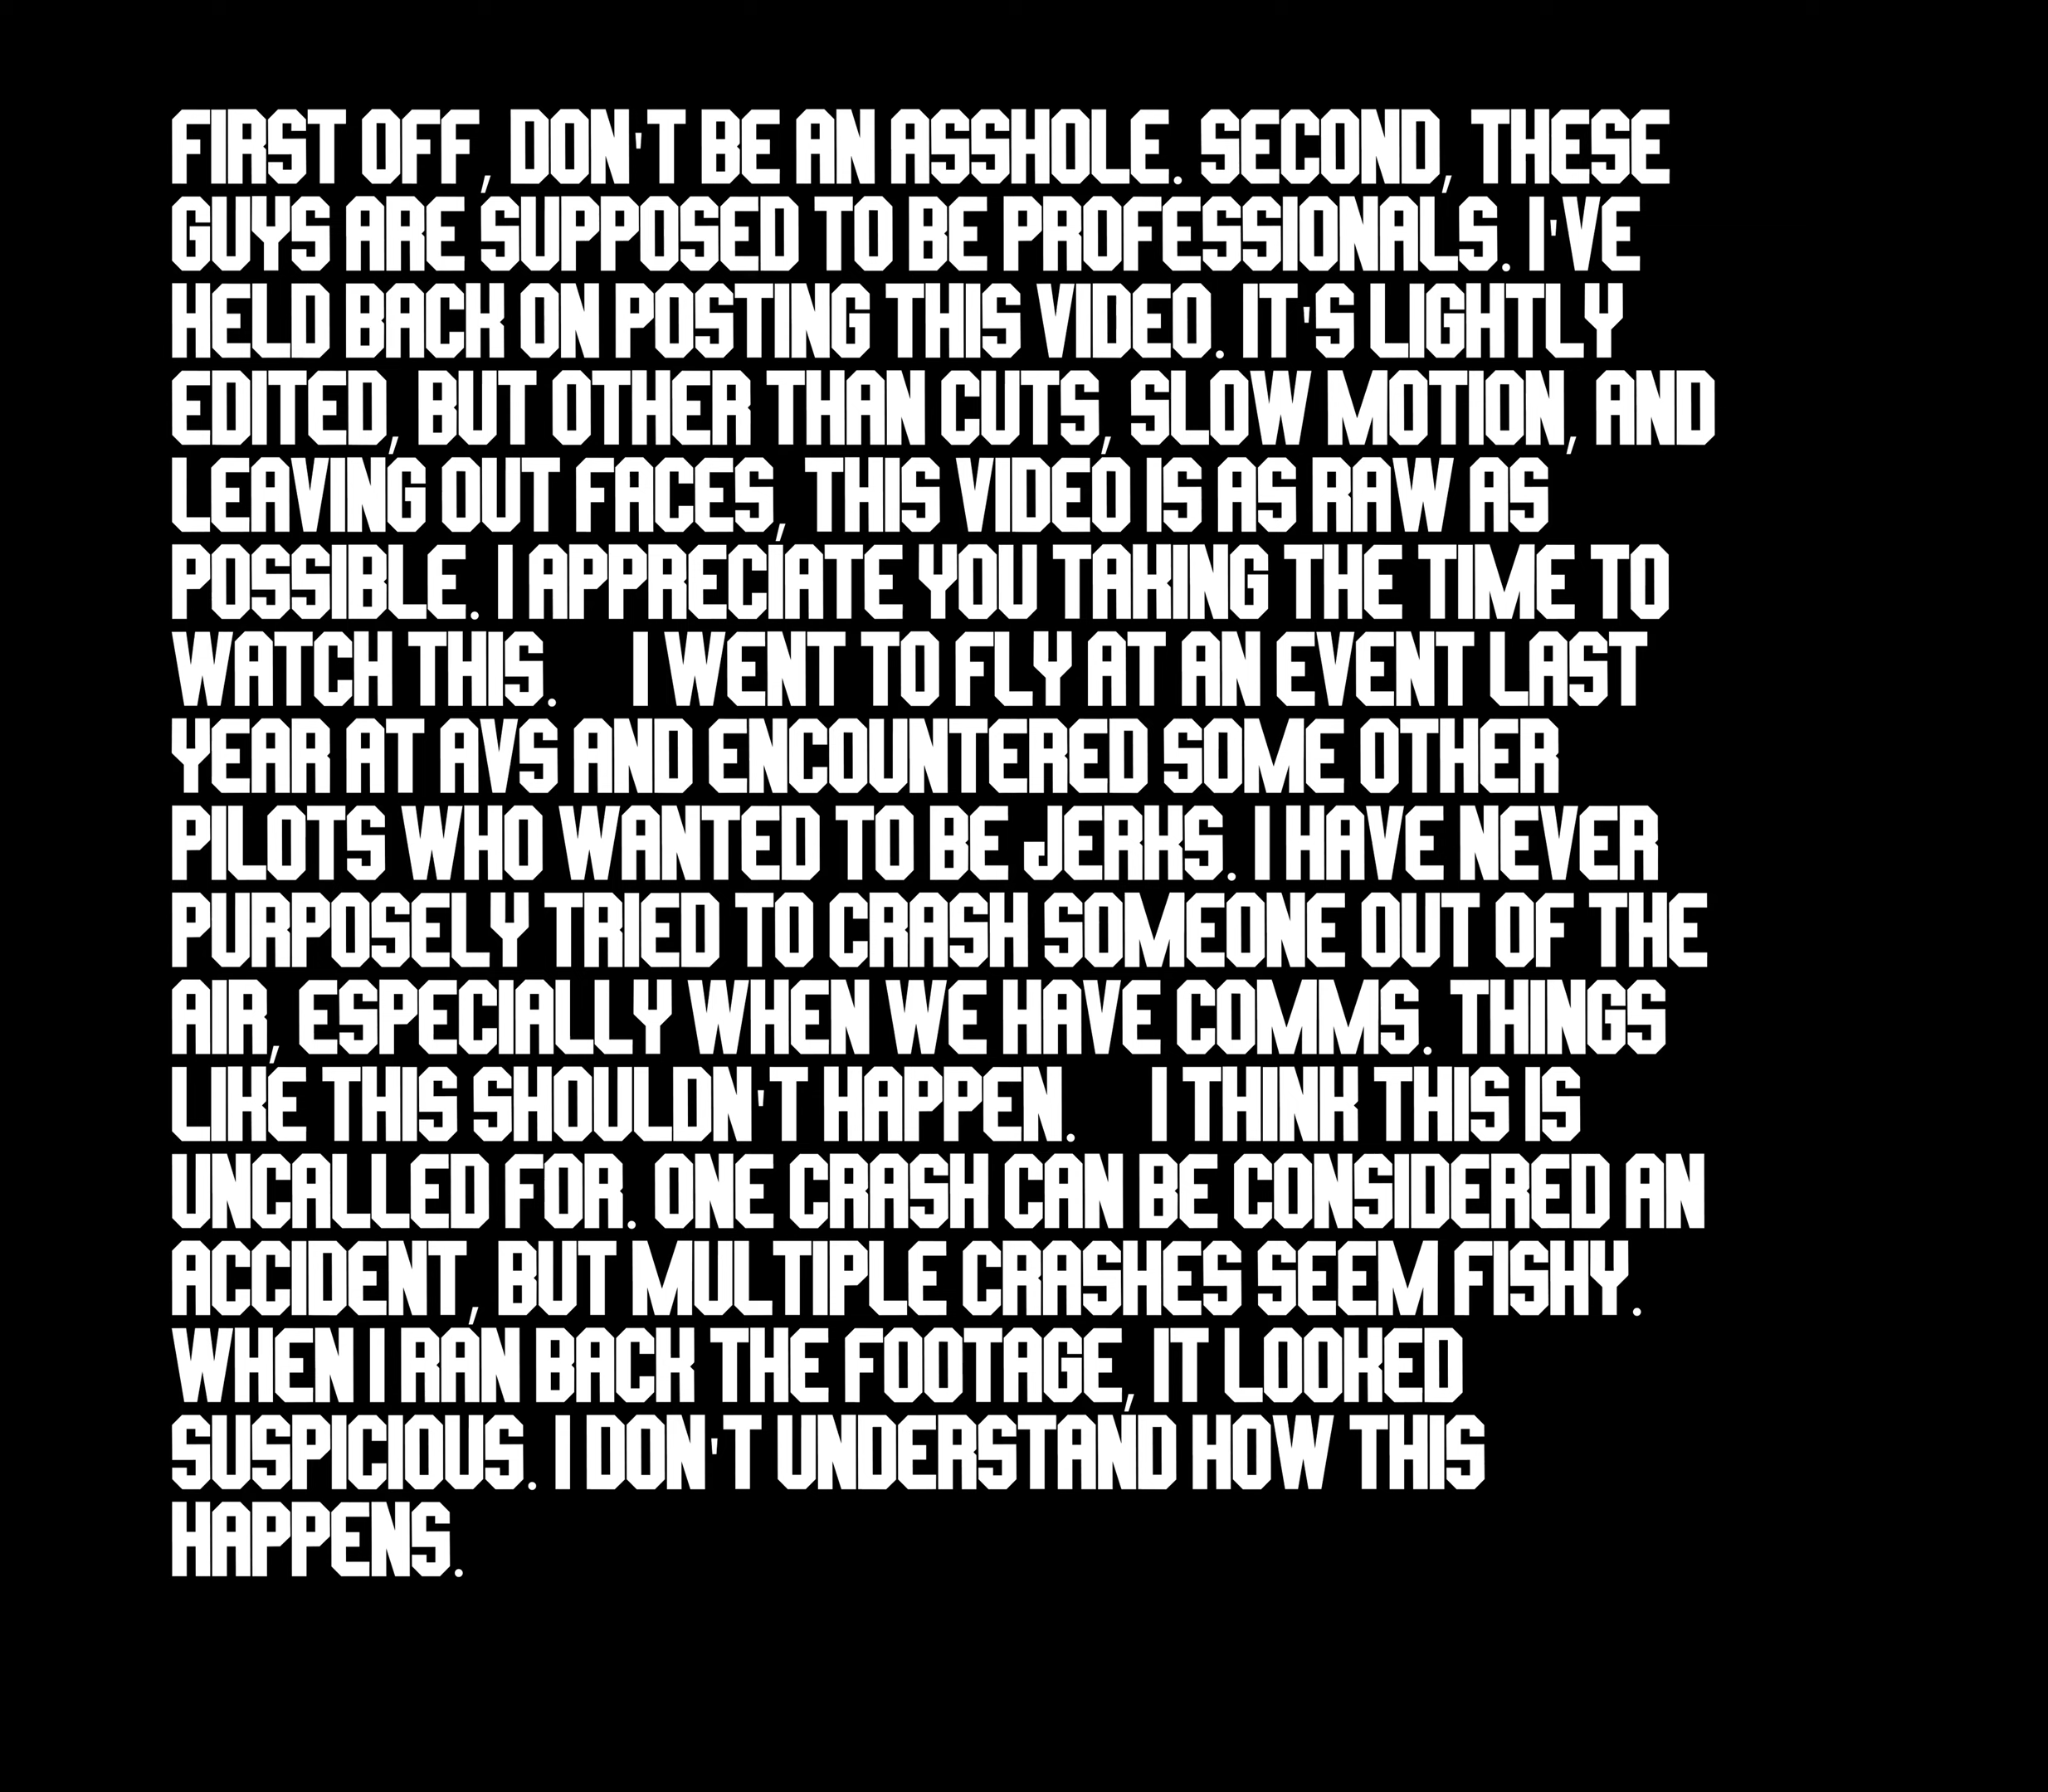 FIRST OFF, DON'T BE AN ASSHOLE. SECOND, THESE
GUYS ARE SUPPOSED TO BE PROFESSIONALS. I'VE
HELD BACK ON POSTING THIS VIDEO. IT'S LIGHTLY
EDITED, BUT OTHER THAN CUTS, SLOW MOTION, AND
LEAVING OUT FACES, THIS VIDEO IS AS RAW AS
POSSIBLE. I APPRECIATE YOU TAKING THE TIME TO
WATCH THIS. I WENT TO FLY AT AN EVENT LAST
YEAR AT AVS AND ENCOUNTERED SOME OTHER
PILOTS WHO WANTED TO BE JERKS. I HAVE NEVER
PURPOSELY TRIED TO CRASH SOMEONE OUT OF THE
AIR, ESPECIALLY WHEN WE HAVE COMMS. THINGS
LIKE THIS SHOULDN'T HAPPEN. I THINK THIS IS
UNCALLED FOR. ONE CRASH CAN BE CONSIDERED AN
ACCIDENT, BUT MULTIPLE CRASHES SEEM FISHY.
WHEN I RAN BACK THE FOOTAGE, IT LOOKED
SUSPICIOUS. I DON'T UNDERSTAND HOW THIS
HAPPENS.